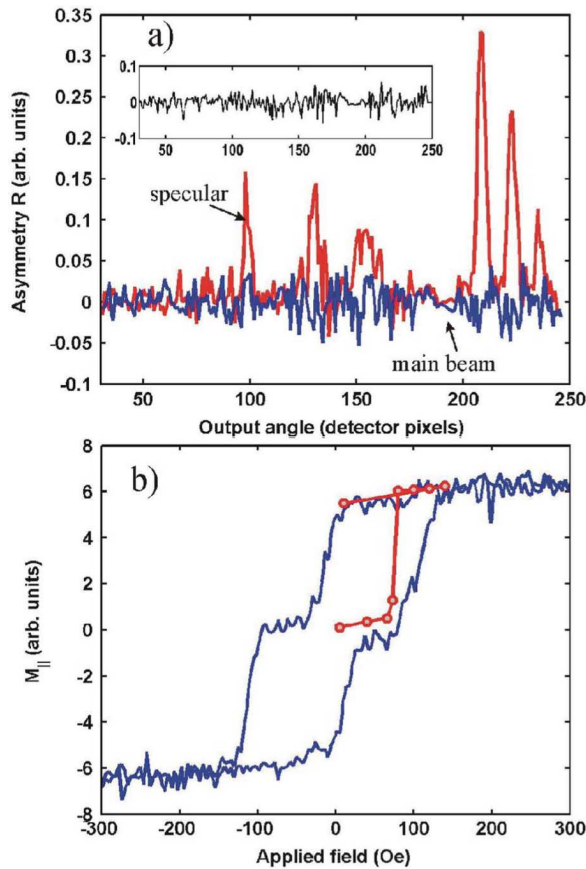 a)
0.35
0.3
0.25
0.2
0.15
0.1
0.05
0
-0.05
-0.1
Asymmetry R (arb. units)
0.1
0
-0.1
50 100 150 200 250
specular
main beam
50 100 150 200 250
Output angle (detector pixels)
b)
8
6
4
2
0
-2
-4
-6
-8
M|| (arb. units)
-300 -200 -100 0 100 200 300
Applied field (Oe)